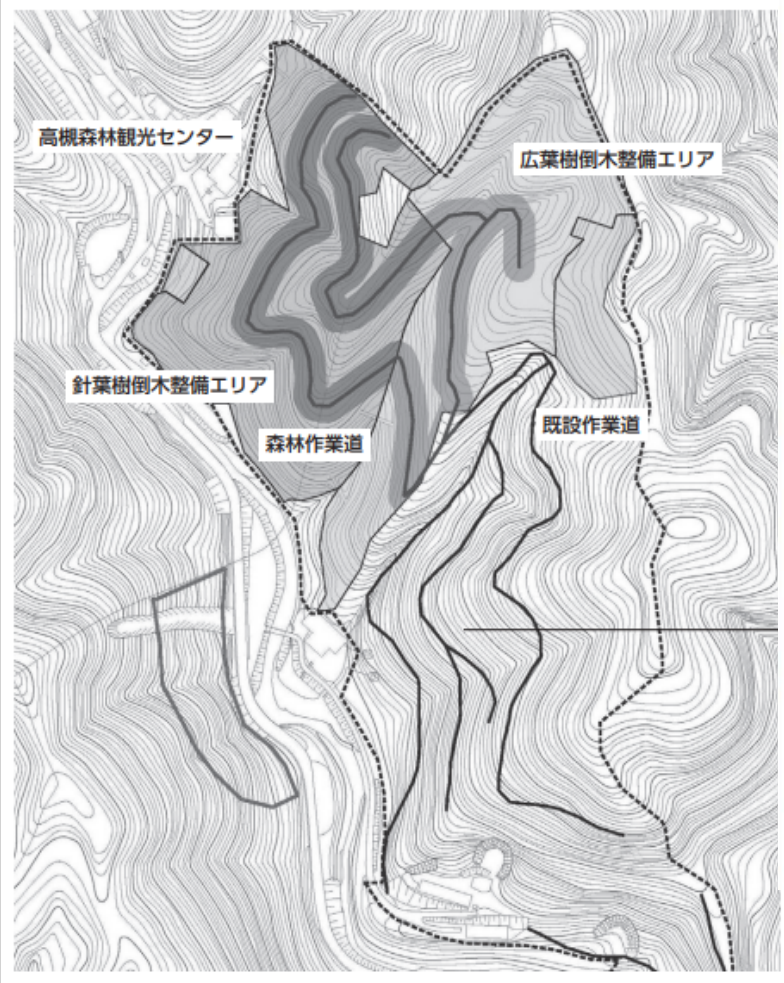 高槻森林観光センター
広葉樹倒木整備エリア
針葉樹倒木整備エリア
既設作業道
森林作業道